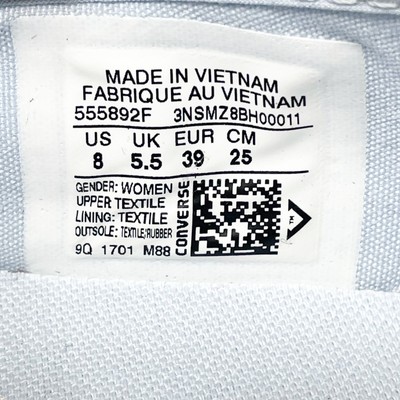 MADE IN VIETNAM
FABRIQUE AU VIETNAM
555892F 3NSMZ8BH00011
US UK EUR CM
8 5.5 39 25
GENDER: WOMEN
UPPER TEXTILE
LINING: TEXTILE
OUTSOLE: TEXTILE/RUBBER
9Q 1701 M88
CONVERSE